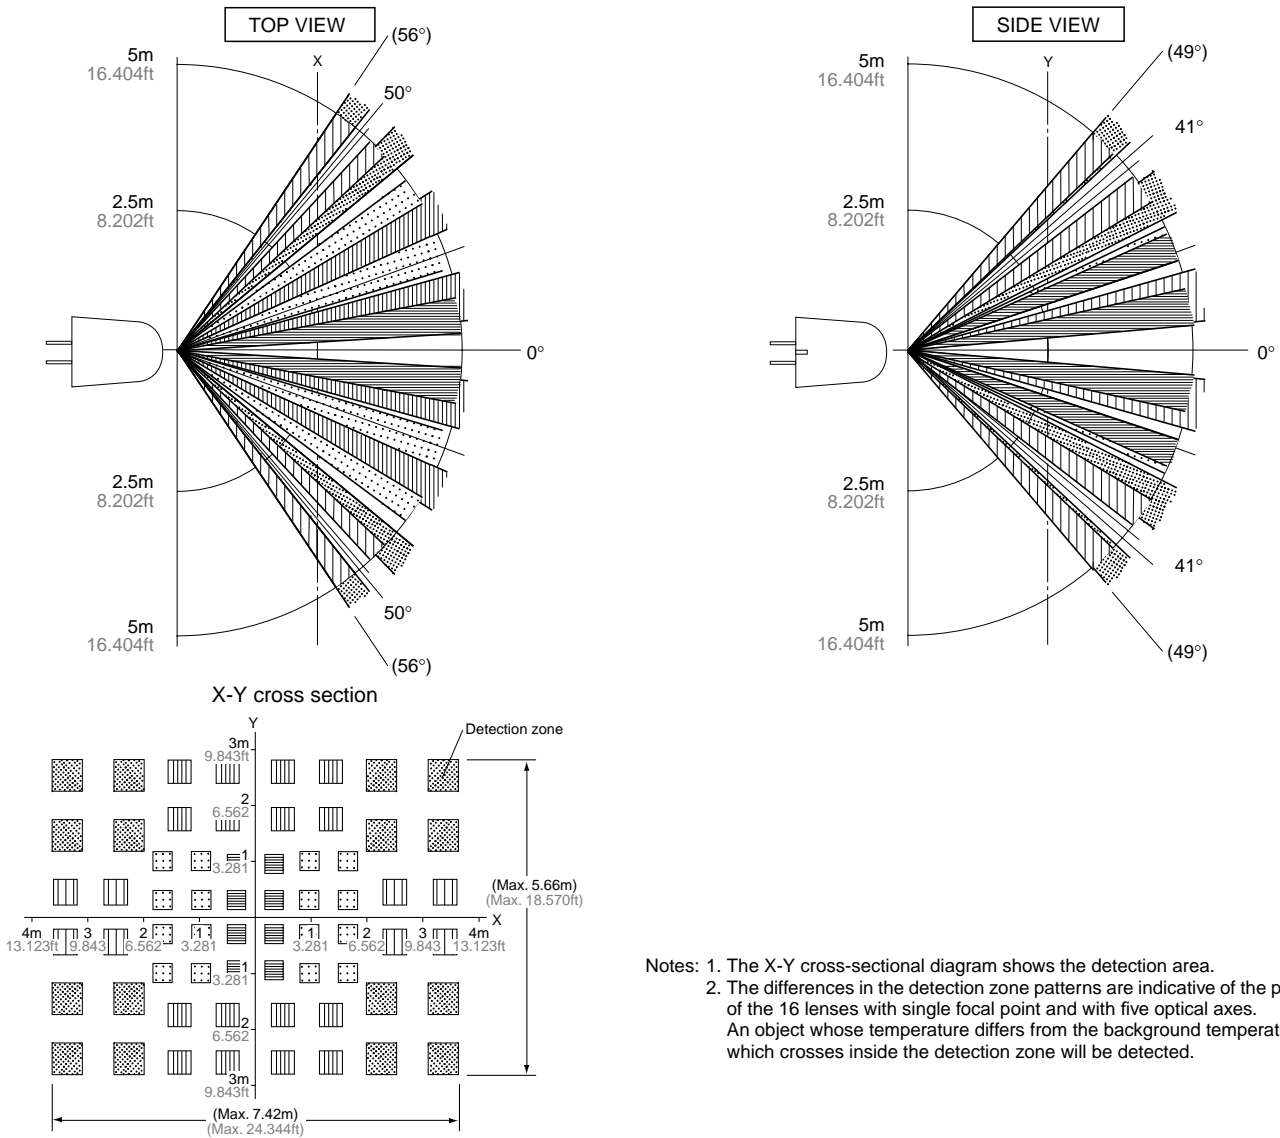 TOP VIEW
(56°)
X
5m
16.404ft
50°
2.5m
8.202ft
0°
2.5m
8.202ft
50°
5m
16.404ft
(56°)
SIDE VIEW
(49°)
Y
5m
16.404ft
41°
2.5m
8.202ft
0°
2.5m
8.202ft
41°
5m
16.404ft
(49°)
X-Y cross section
Y
Detection zone
3m
9.843ft
2
6.562
1
3.281
(Max. 5.66m)
(Max. 18.570ft)
X
4m 3 2 1 1 2 3 4m
13.123ft 9.843 6.562 3.281 3.281 6.562 9.843 13.123ft
1
3.281
2
6.562
3m
9.843ft
(Max. 7.42m)
(Max. 24.344ft)
Notes: 1. The X-Y cross-sectional diagram shows the detection area.
2. The differences in the detection zone patterns are indicative of the p
of the 16 lenses with single focal point and with five optical axes.
An object whose temperature differs from the background temperat
which crosses inside the detection zone will be detected.